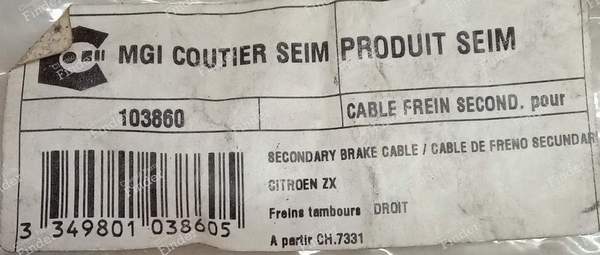 MGI COUTIER SEIM PRODUIT SEIM
103860
CABLE FREIN SECOND. pour
SECONDARY BRAKE CABLE / CABLE DE FRENO SECUNDAR
CITROEN ZX
Freins tambours DROIT
A partir CH.7331
3 349801 038605